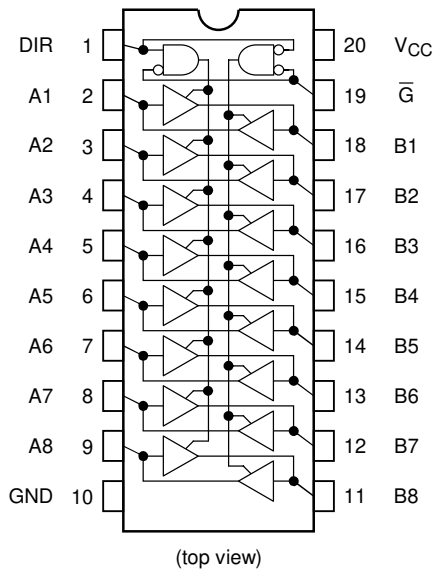 DIR 1 20 VCC
A1 2 19 G̅
A2 3 18 B1
A3 4 17 B2
A4 5 16 B3
A5 6 15 B4
A6 7 14 B5
A7 8 13 B6
A8 9 12 B7
GND 10 11 B8
(top view)